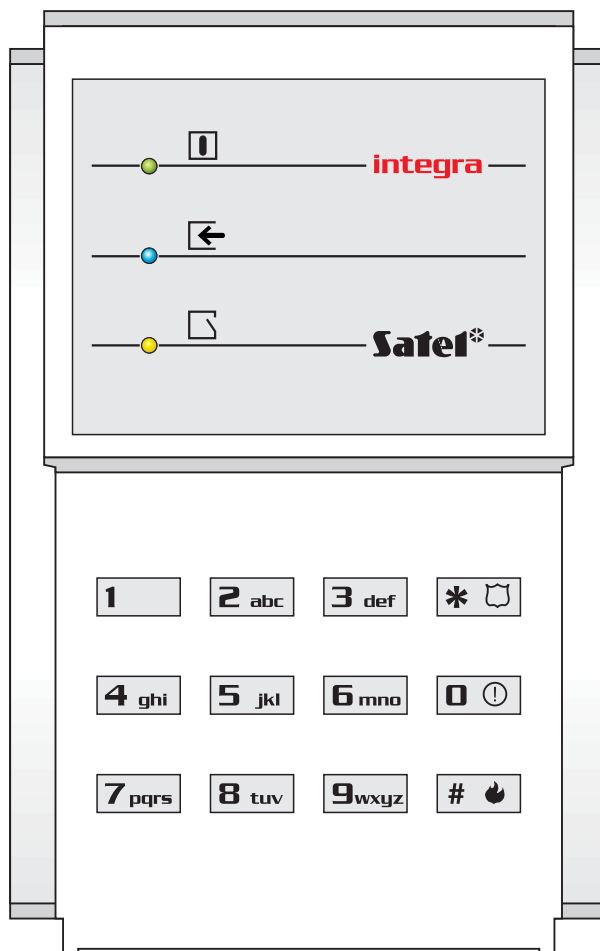 integra
Satel
1 2 abc 3 def *
4 ghi 5 jkl 6 mno 0 !
7 pqrs 8 tuv 9 wxyz #